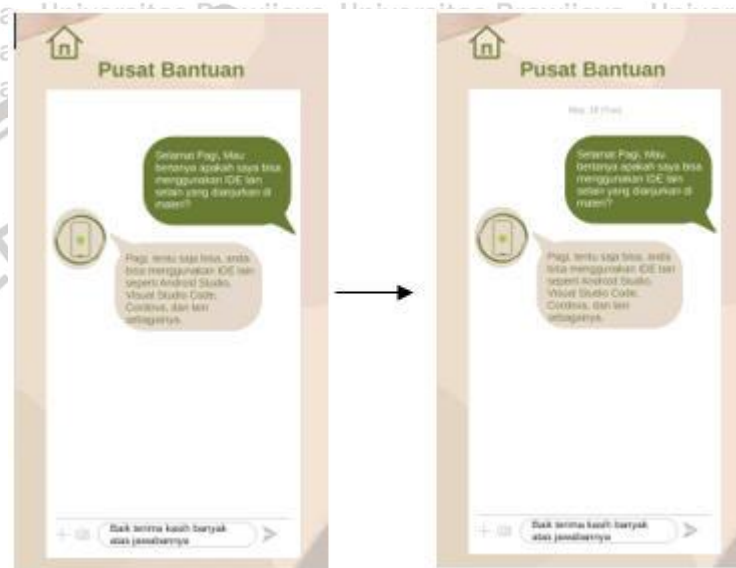 Universitas Brawijaya Universitas Brawijaya Univer
Pusat Bantuan
Selamat Pagi, Mau
bertanya apakah saya bisa
menggunakan IDE lain
selain yang dianjurkan di
materi?
Pagi, tentu saja bisa, anda
bisa menggunakan IDE lain
seperti Android Studio,
Visual Studio Code,
Cordova, dan lain
sebagainya.
Baik terima kasih banyak
atas jawabannya
Pusat Bantuan
Selamat Pagi, Mau
bertanya apakah saya bisa
menggunakan IDE lain
selain yang dianjurkan di
materi?
Pagi, tentu saja bisa, anda
bisa menggunakan IDE lain
seperti Android Studio,
Visual Studio Code,
Cordova, dan lain
sebagainya.
Baik terima kasih banyak
atas jawabannya